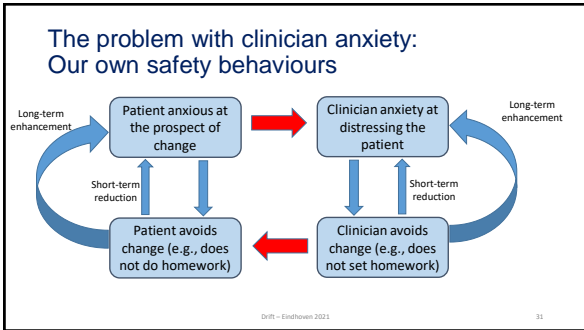 The problem with clinician anxiety:
Our own safety behaviours
Long-term
enhancement
Patient anxious at
the prospect of
change
Clinician anxiety at
distressing the
patient
Long-term
enhancement
Short-term
reduction
Short-term
reduction
Patient avoids
change (e.g., does
not do homework)
Clinician avoids
change (e.g., does
not set homework)
Drift – Eindhoven 2021
31